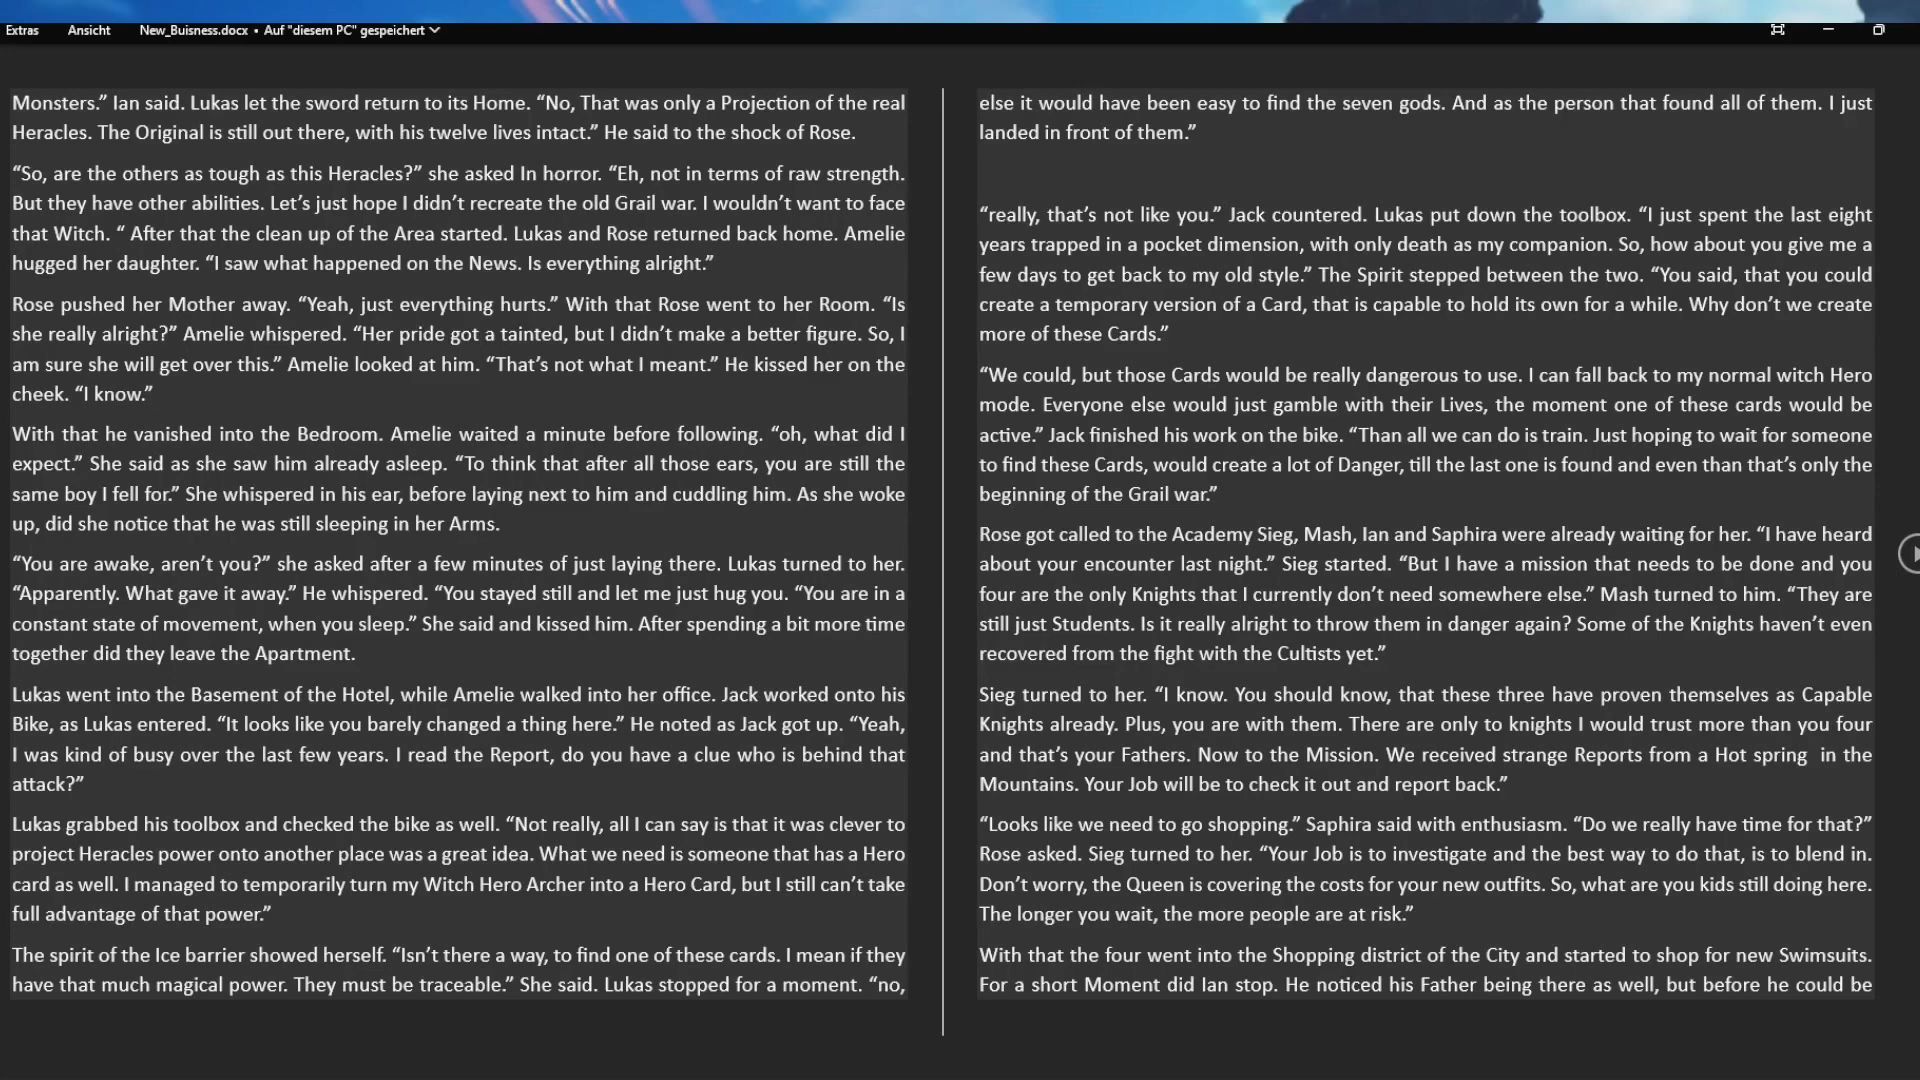 Extras Ansicht New_Buisness.docx • Auf "diesem PC" gespeichert
Monsters.” Ian said. Lukas let the sword return to its Home. “No, That was only a Projection of the real
Heracles. The Original is still out there, with his twelve lives intact.” He said to the shock of Rose.
“So, are the others as tough as this Heracles?” she asked In horror. “Eh, not in terms of raw strength.
But they have other abilities. Let’s just hope I didn’t recreate the old Grail war. I wouldn’t want to face
that Witch. “ After that the clean up of the Area started. Lukas and Rose returned back home. Amelie
hugged her daughter. “I saw what happened on the News. Is everything alright.”
Rose pushed her Mother away. “Yeah, just everything hurts.” With that Rose went to her Room. “Is
she really alright?” Amelie whispered. “Her pride got a tainted, but I didn’t make a better figure. So, I
am sure she will get over this.” Amelie looked at him. “That’s not what I meant.” He kissed her on the
cheek. “I know.”
With that he vanished into the Bedroom. Amelie waited a minute before following. “oh, what did I
expect.” She said as she saw him already asleep. “To think that after all those ears, you are still the
same boy I fell for.” She whispered in his ear, before laying next to him and cuddling him. As she woke
up, did she notice that he was still sleeping in her Arms.
“You are awake, aren’t you?” she asked after a few minutes of just laying there. Lukas turned to her.
“Apparently. What gave it away.” He whispered. “You stayed still and let me just hug you. “You are in a
constant state of movement, when you sleep.” She said and kissed him. After spending a bit more time
together did they leave the Apartment.
Lukas went into the Basement of the Hotel, while Amelie walked into her office. Jack worked onto his
Bike, as Lukas entered. “It looks like you barely changed a thing here.” He noted as Jack got up. “Yeah,
I was kind of busy over the last few years. I read the Report, do you have a clue who is behind that
attack?”
Lukas grabbed his toolbox and checked the bike as well. “Not really, all I can say is that it was clever to
project Heracles power onto another place was a great idea. What we need is someone that has a Hero
card as well. I managed to temporarily turn my Witch Hero Archer into a Hero Card, but I still can’t take
full advantage of that power.”
The spirit of the Ice barrier showed herself. “Isn’t there a way, to find one of these cards. I mean if they
have that much magical power. They must be traceable.” She said. Lukas stopped for a moment. “no,
else it would have been easy to find the seven gods. And as the person that found all of them. I just
landed in front of them.”
“really, that’s not like you.” Jack countered. Lukas put down the toolbox. “I just spent the last eight
years trapped in a pocket dimension, with only death as my companion. So, how about you give me a
few days to get back to my old style.” The Spirit stepped between the two. “You said, that you could
create a temporary version of a Card, that is capable to hold its own for a while. Why don’t we create
more of these Cards.”
“We could, but those Cards would be really dangerous to use. I can fall back to my normal witch Hero
mode. Everyone else would just gamble with their Lives, the moment one of these cards would be
active.” Jack finished his work on the bike. “Than all we can do is train. Just hoping to wait for someone
to find these Cards, would create a lot of Danger, till the last one is found and even than that’s only the
beginning of the Grail war.”
Rose got called to the Academy Sieg, Mash, Ian and Saphira were already waiting for her. “I have heard
about your encounter last night.” Sieg started. “But I have a mission that needs to be done and you
four are the only Knights that I currently don’t need somewhere else.” Mash turned to him. “They are
still just Students. Is it really alright to throw them in danger again? Some of the Knights haven’t even
recovered from the fight with the Cultists yet.”
Sieg turned to her. “I know. You should know, that these three have proven themselves as Capable
Knights already. Plus, you are with them. There are only to knights I would trust more than you four
and that’s your Fathers. Now to the Mission. We received strange Reports from a Hot spring in the
Mountains. Your Job will be to check it out and report back.”
“Looks like we need to go shopping.” Saphira said with enthusiasm. “Do we really have time for that?”
Rose asked. Sieg turned to her. “Your Job is to investigate and the best way to do that, is to blend in.
Don’t worry, the Queen is covering the costs for your new outfits. So, what are you kids still doing here.
The longer you wait, the more people are at risk.”
With that the four went into the Shopping district of the City and started to shop for new Swimsuits.
For a short Moment did Ian stop. He noticed his Father being there as well, but before he could be